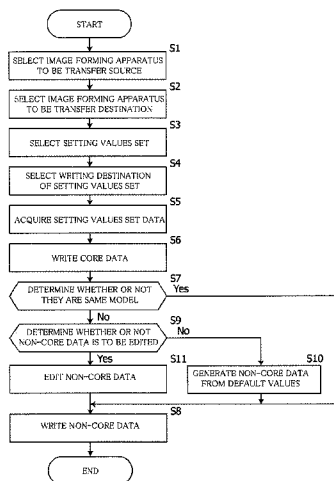 START
S1
SELECT IMAGE FORMING APPARATUS
TO BE TRANSFER SOURCE
S2
SELECT IMAGE FORMING APPARATUS
TO BE TRANSFER DESTINATION
S3
SELECT SETTING VALUES SET
S4
SELECT WRITING DESTINATION
OF SETTING VALUES SET
S5
ACQUIRE SETTING VALUES SET DATA
S6
WRITE CORE DATA
S7
DETERMINE WHETHER OR NOT
THEY ARE SAME MODEL
Yes
No
S9
DETERMINE WHETHER OR NOT
NON-CORE DATA IS TO BE EDITED
No
Yes
S11
EDIT NON-CORE DATA
S10
GENERATE NON-CORE DATA
FROM DEFAULT VALUES
S8
WRITE NON-CORE DATA
END